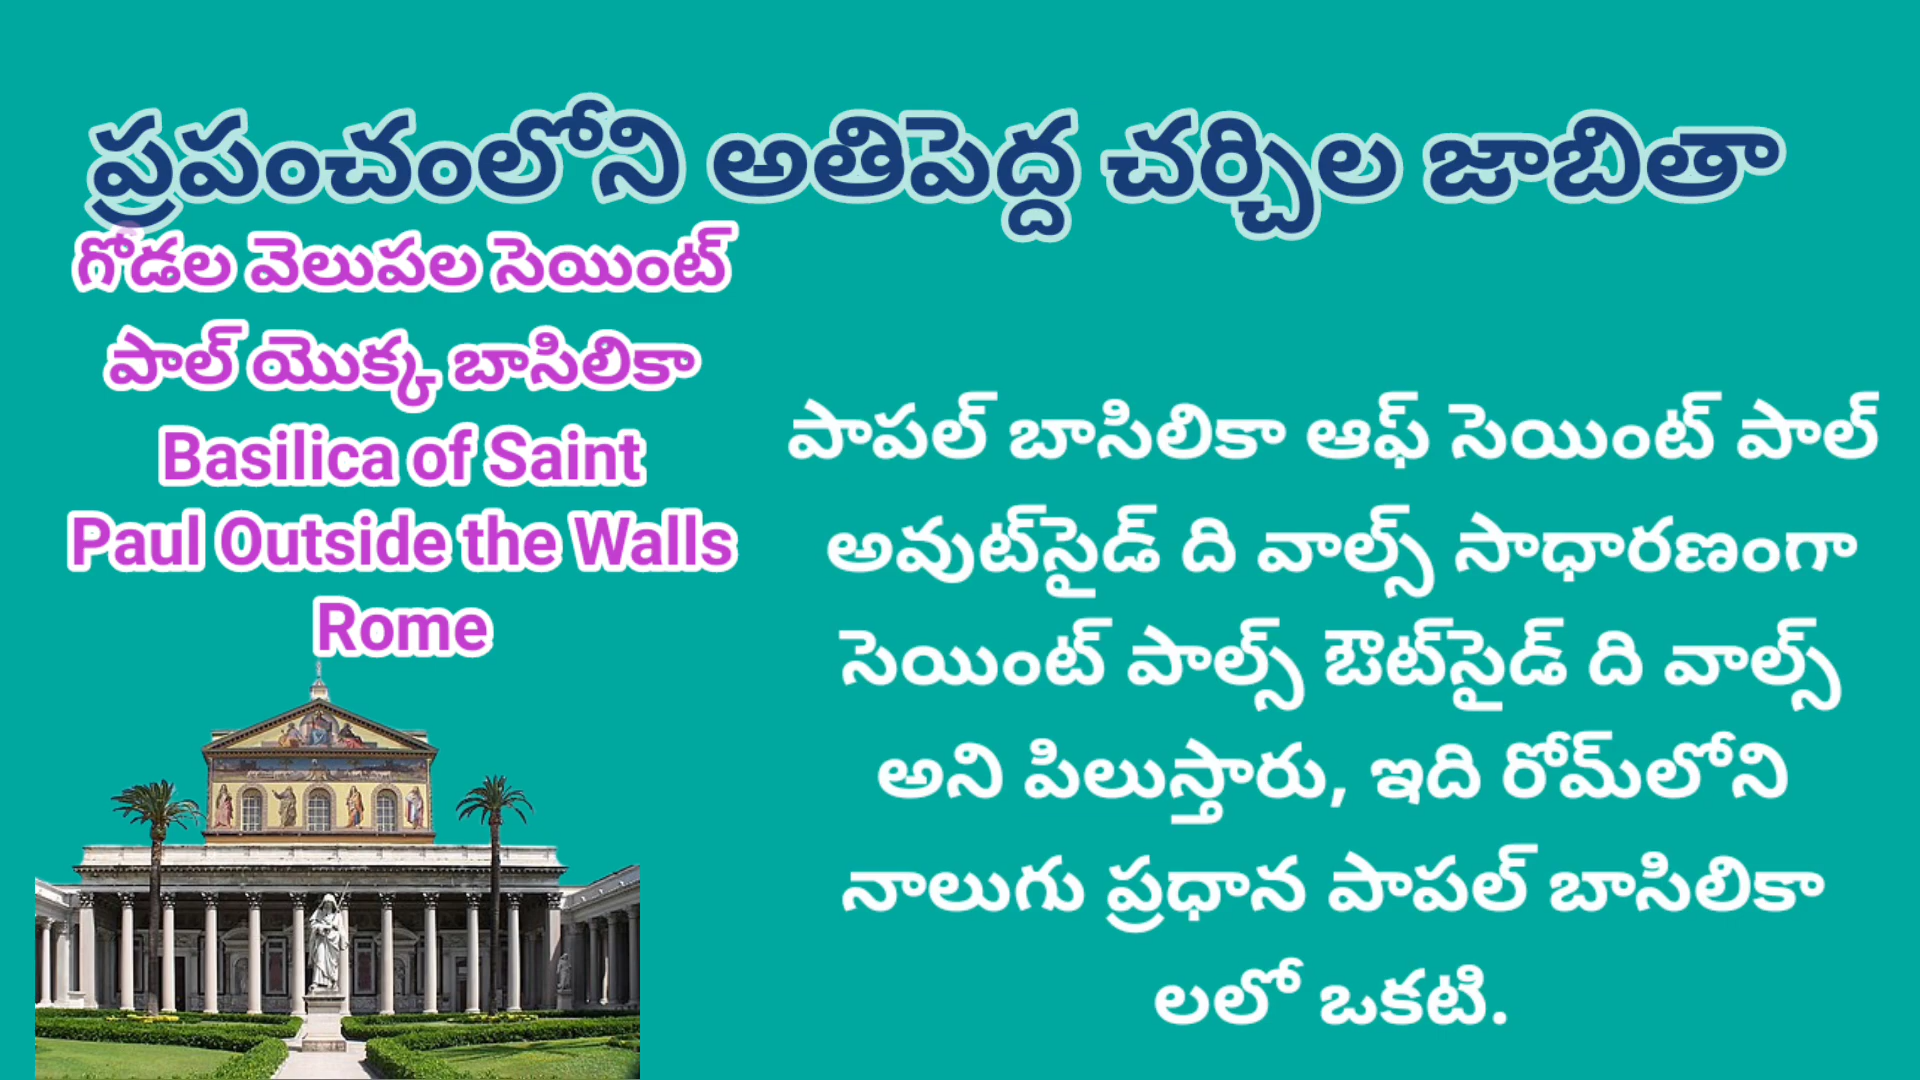 ప్రపంచంలోని అతిపెద్ద చర్చిల జాబితా
గోడల వెలుపల సెయింట్
పాల్ యొక్క బాసిలికా
Basilica of Saint
Paul Outside the Walls
Rome
పాపల్ బాసిలికా ఆఫ్ సెయింట్ పాల్
అవుట్‌సైడ్ ది వాల్స్ సాధారణంగా
సెయింట్ పాల్స్ ఔట్‌సైడ్ ది వాల్స్
అని పిలుస్తారు, ఇది రోమ్‌లోని
నాలుగు ప్రధాన పాపల్ బాసిలికా
లలో ఒకటి.